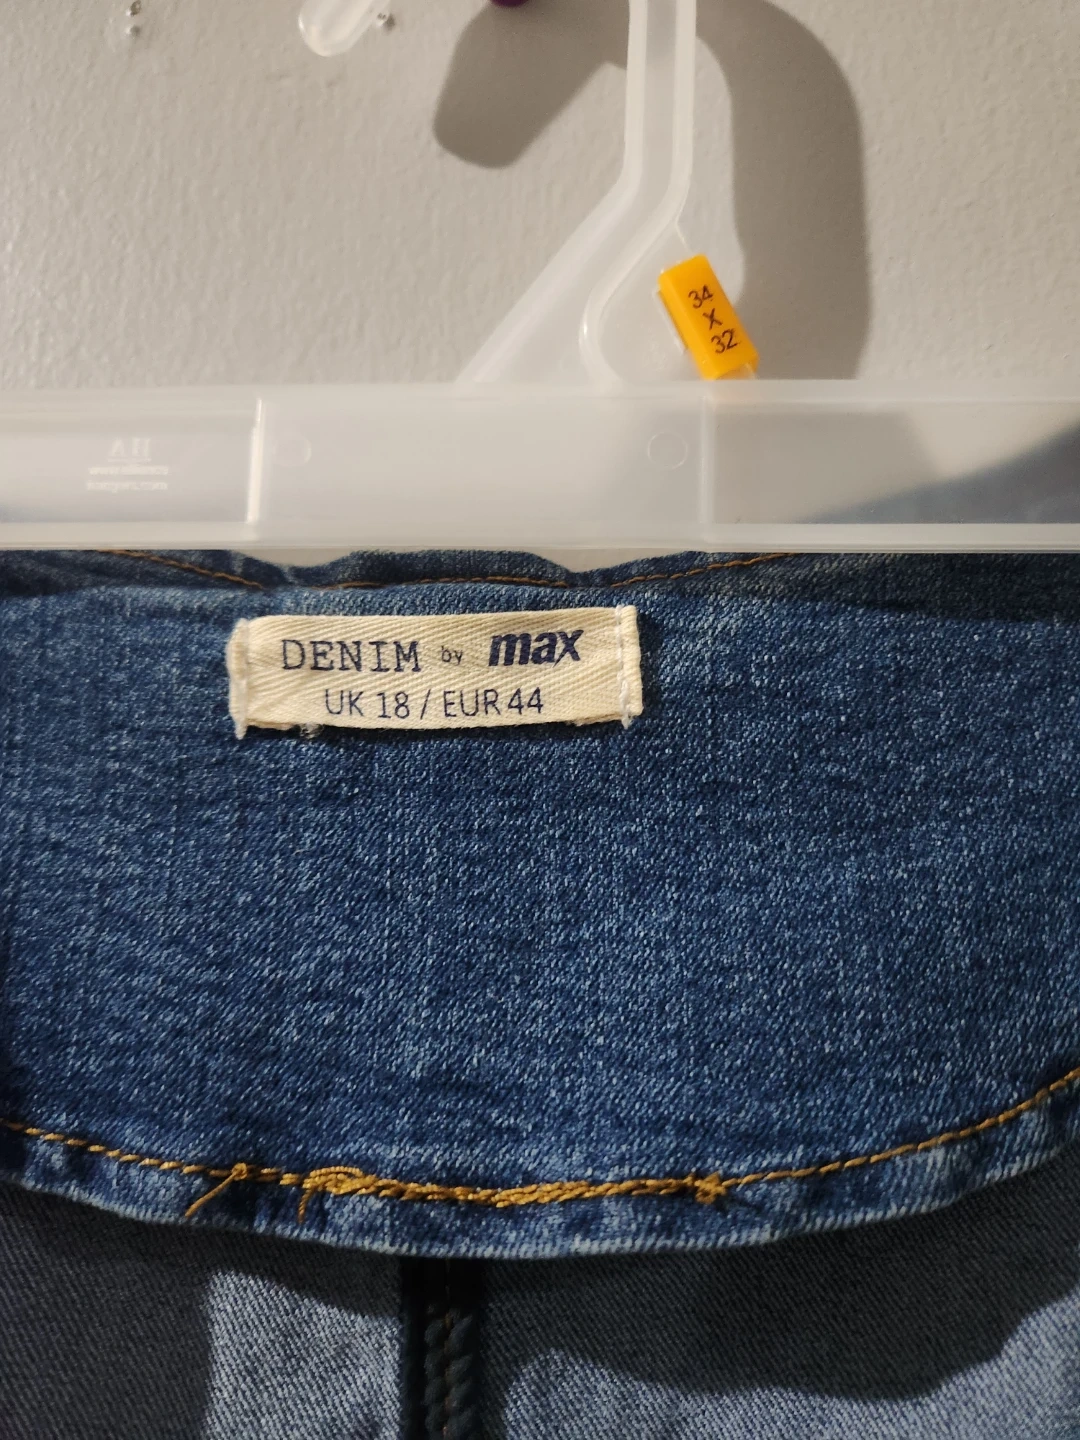 34
X
32
DENIM by max
UK 18 / EUR 44